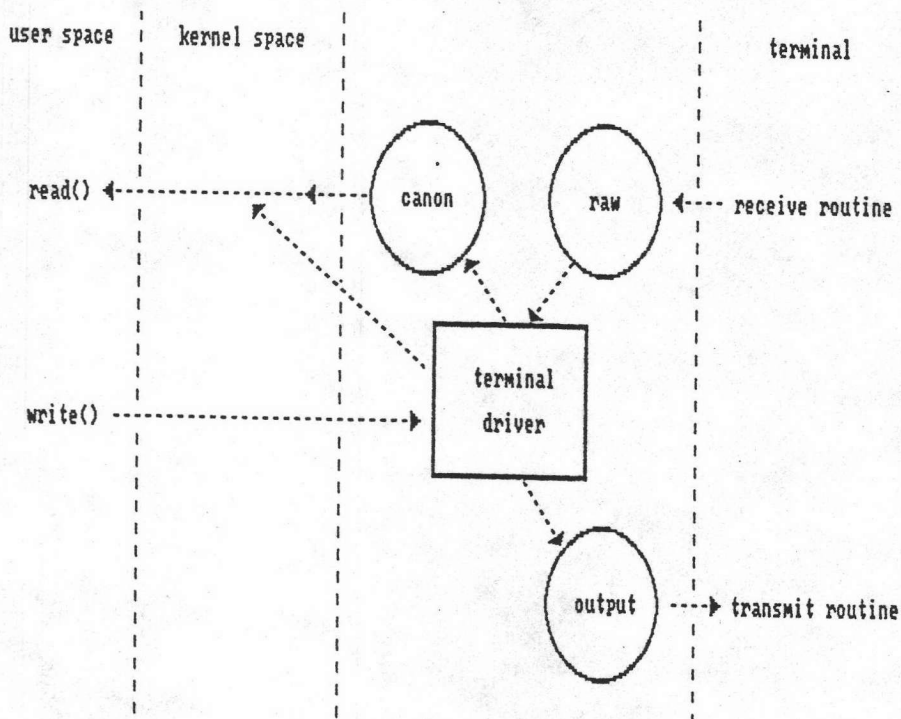 user space
kernel space
terminal
read()
canon
raw
receive routine
terminal
driver
write()
output
transmit routine